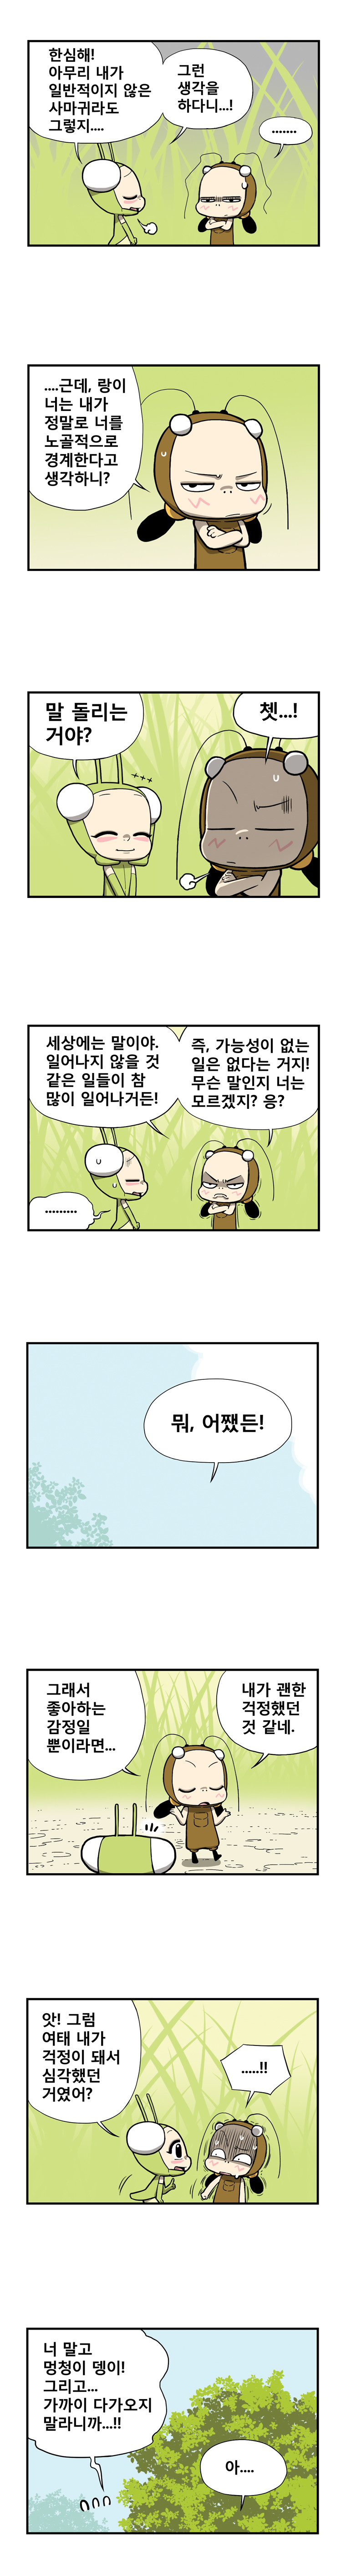 한심해!
아무리 내가
일반적이지 않은
사마귀라도
그렇지....
그런
생각을
하다니...!
.......
....근데, 랑이
너는 내가
정말로 너를
노골적으로
경계한다고
생각하니?
말 돌리는
거야?
쳇...!
세상에는 말이야.
일어나지 않을 것
같은 일들이 참
많이 일어나거든!
즉, 가능성이 없는
일은 없다는 거지!
무슨 말인지 너는
모르겠지? 응?
.........
뭐, 어쨌든!
그래서
좋아하는
감정일
뿐이라면...
내가 괜한
걱정했던
것 같네.
앗! 그럼
여태 내가
걱정이 돼서
심각했던
거였어?
.....!!
너 말고
멍청이 뎅이!
그리고...
가까이 다가오지
말라니까...!!
아....